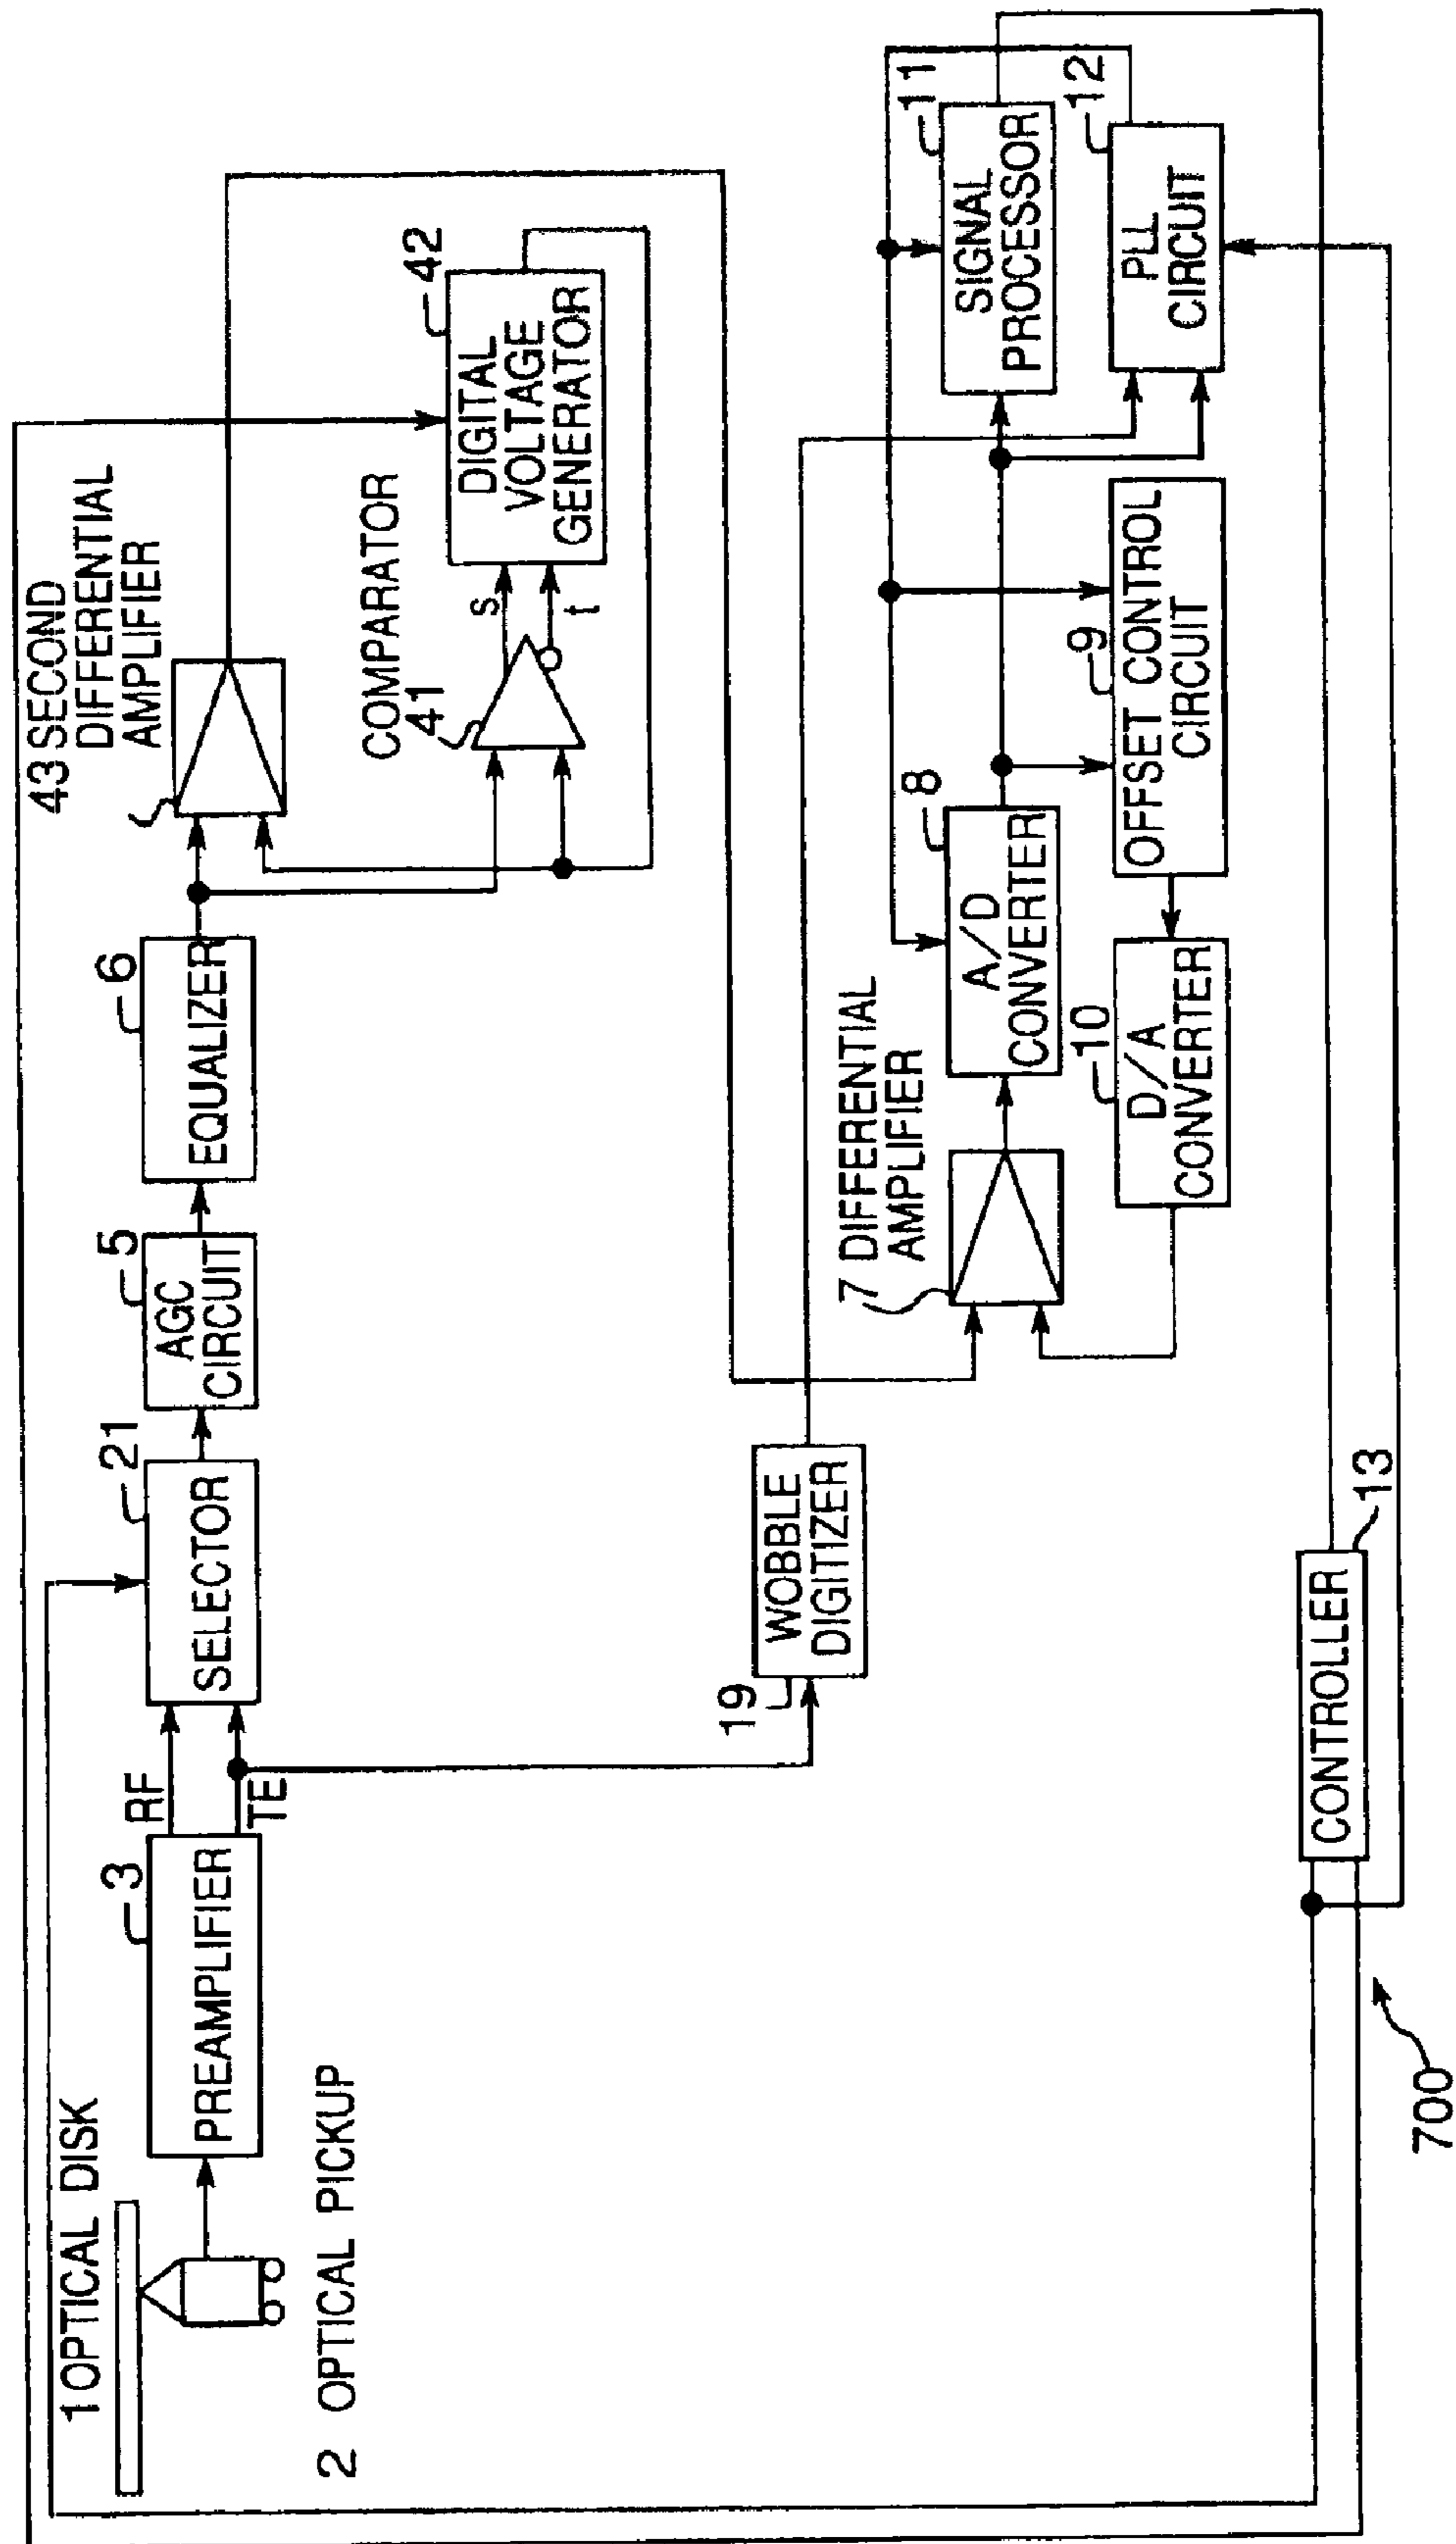 1 OPTICAL DISK
2 OPTICAL PICKUP
3
PREAMPLIFIER
RF
TE
21
SELECTOR
5
AGC
CIRCUIT
6
EQUALIZER
43 SECOND
DIFFERENTIAL
AMPLIFIER
COMPARATOR
41
s
t
42
DIGITAL
VOLTAGE
GENERATOR
19
WOBBLE
DIGITIZER
7 DIFFERENTIAL
AMPLIFIER
8
A/D
CONVERTER
10
D/A
CONVERTER
9
OFFSET CONTROL
CIRCUIT
11
SIGNAL
PROCESSOR
12
PLL
CIRCUIT
CONTROLLER
13
700